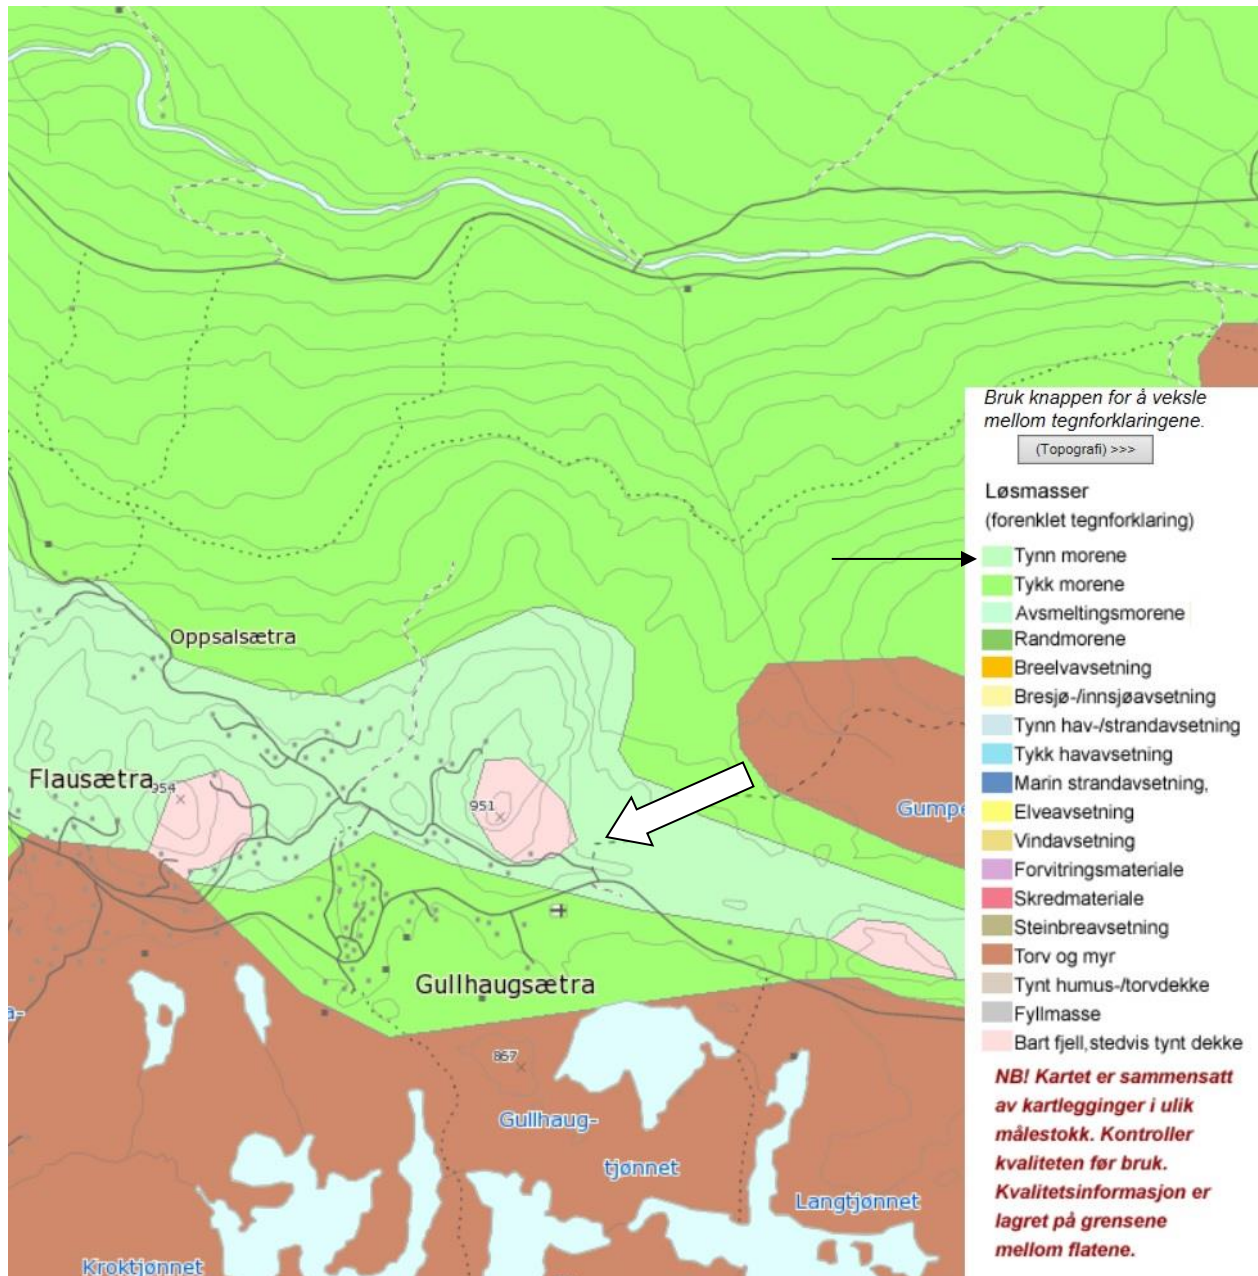 Bruk knappen for å veksle
mellom tegnforklaringene.
(Topografi) >>>
Løsmasser
(forenklet tegnforklaring)
Tynn morene
Tykk morene
Avsmeltingsmorene
Randmorene
Breelvavsetning
Bresjø-/innsjøavsetning
Tynn hav-/strandavsetning
Tykk havavsetning
Marin strandavsetning,
Elveavsetning
Vindavsetning
Forvitringsmateriale
Skredmateriale
Steinbreavsetning
Torv og myr
Tynt humus-/torvdekke
Fyllmasse
Bart fjell,stedvis tynt dekke
NB! Kartet er sammensatt
av kartlegginger i ulik
målestokk. Kontroller
kvaliteten før bruk.
Kvalitetsinformasjon er
lagret på grensene
mellom flatene.
Oppsalsætra
Flausætra
954
951
Gumpe
Gullhaugsætra
a-
867
Gullhaug-
tjønnet
Langtjønnet
Kroktjønnet